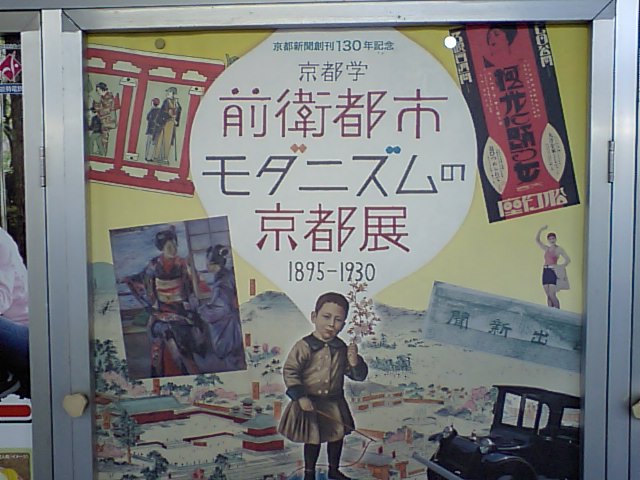 京都新聞創刊130年記念
京都学
前衛都市
モダニズムの
京都展
1895-1930
聞新出日